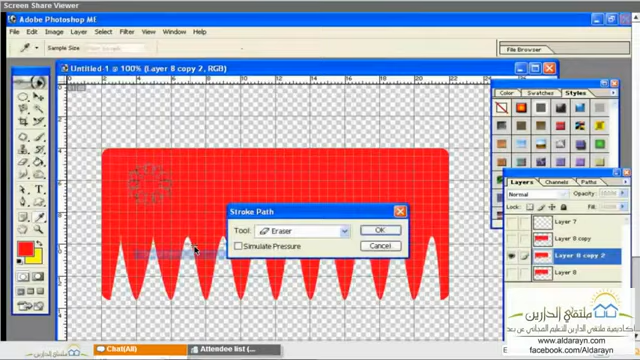 Screen Share Viewer
Adobe Photoshop ME
File Edit Image Layer Select Filter View Window Help
Sample Size:
File Browser
Untitled-1 @ 100% (Layer 8 copy 2, RGB)
Color Swatches Styles
Stroke Path
Tool: Eraser
OK
Simulate Pressure
Cancel
Layers Channels Paths
Normal
Lock:
Layer 7
Layer 8 copy
Layer 8 copy 2
Layer 8
ملتقي الدارين
www.aldarayn.com
facebook.com/Aldarayn
Chat(All)
Attendee list (...